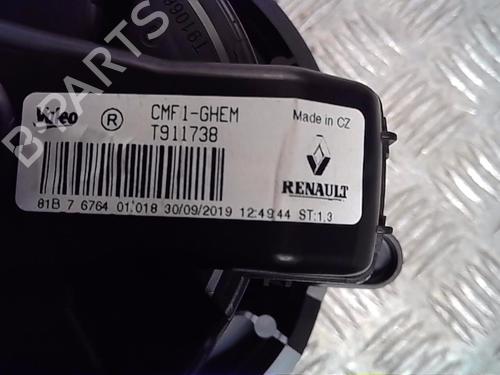 B-PARTS
Valeo ® CMF1-GHEM Made in CZ
T911738
RENAULT
81B 7 6764 01,018 30/09/2019 12:49:44 ST:1,3